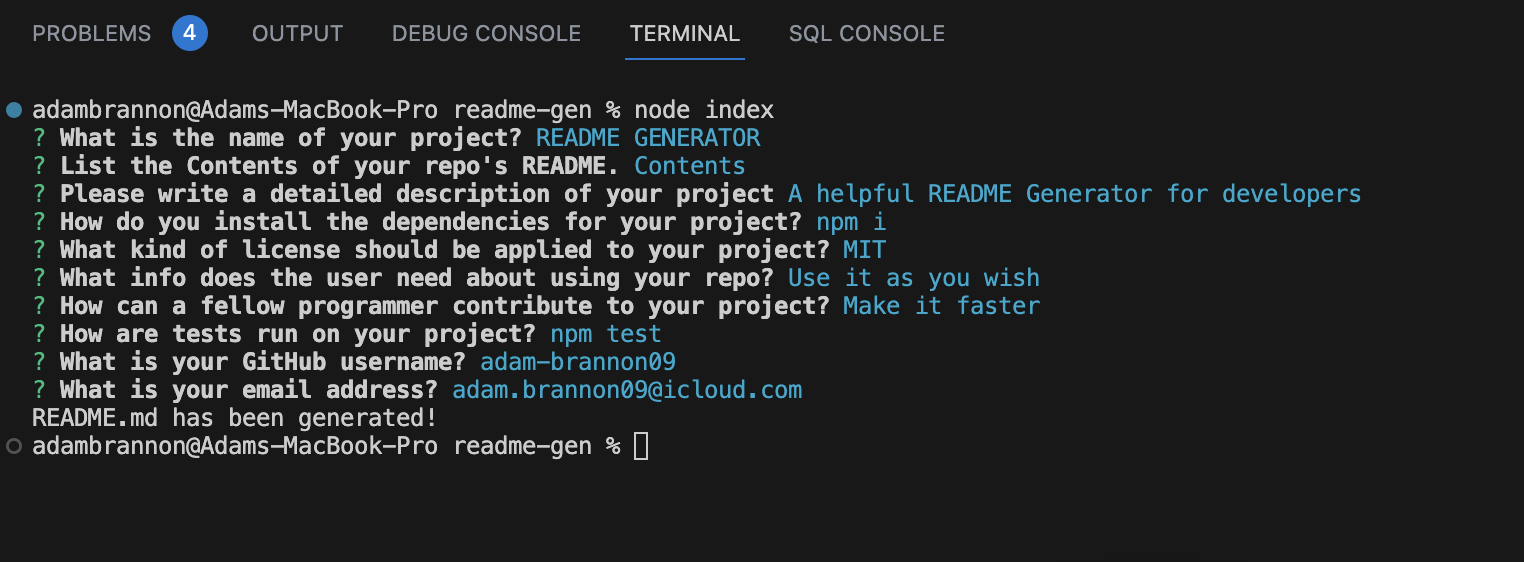 PROBLEMS 4 OUTPUT DEBUG CONSOLE TERMINAL SQL CONSOLE
adambrannon@Adams-MacBook-Pro readme-gen % node index
? What is the name of your project? README GENERATOR
? List the Contents of your repo's README. Contents
? Please write a detailed description of your project A helpful README Generator for developers
? How do you install the dependencies for your project? npm i
? What kind of license should be applied to your project? MIT
? What info does the user need about using your repo? Use it as you wish
? How can a fellow programmer contribute to your project? Make it faster
? How are tests run on your project? npm test
? What is your GitHub username? adam-brannon09
? What is your email address? adam.brannon09@icloud.com
README.md has been generated!
adambrannon@Adams-MacBook-Pro readme-gen %